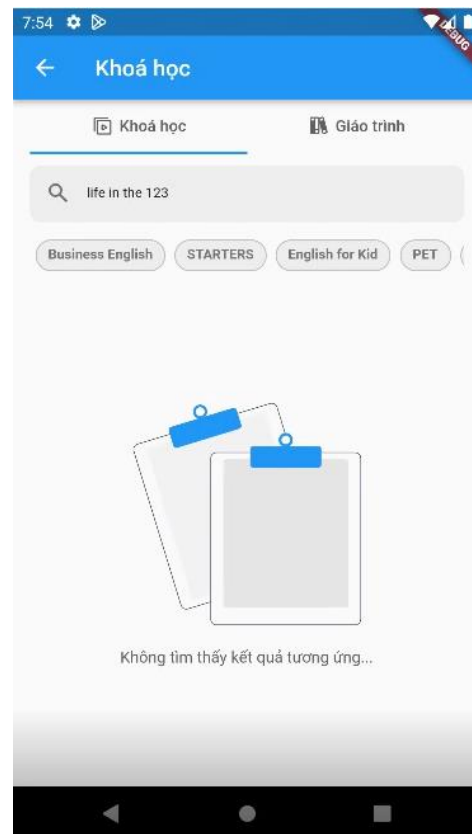 7:54
DEBUG
Khoá học
Khoá học Giáo trình
life in the 123
Business English STARTERS English for Kid PET
Không tìm thấy kết quả tương ứng...